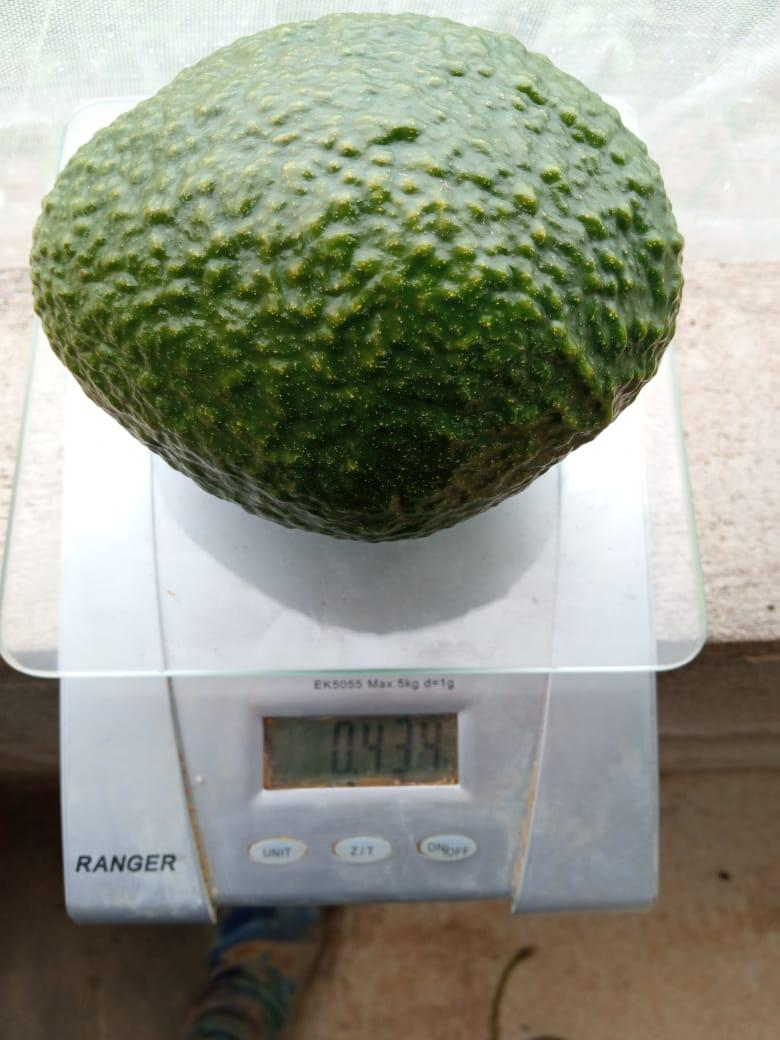 EK5055 Max 5kg d=1g
0.434
UNIT Z/T ON/OFF
RANGER